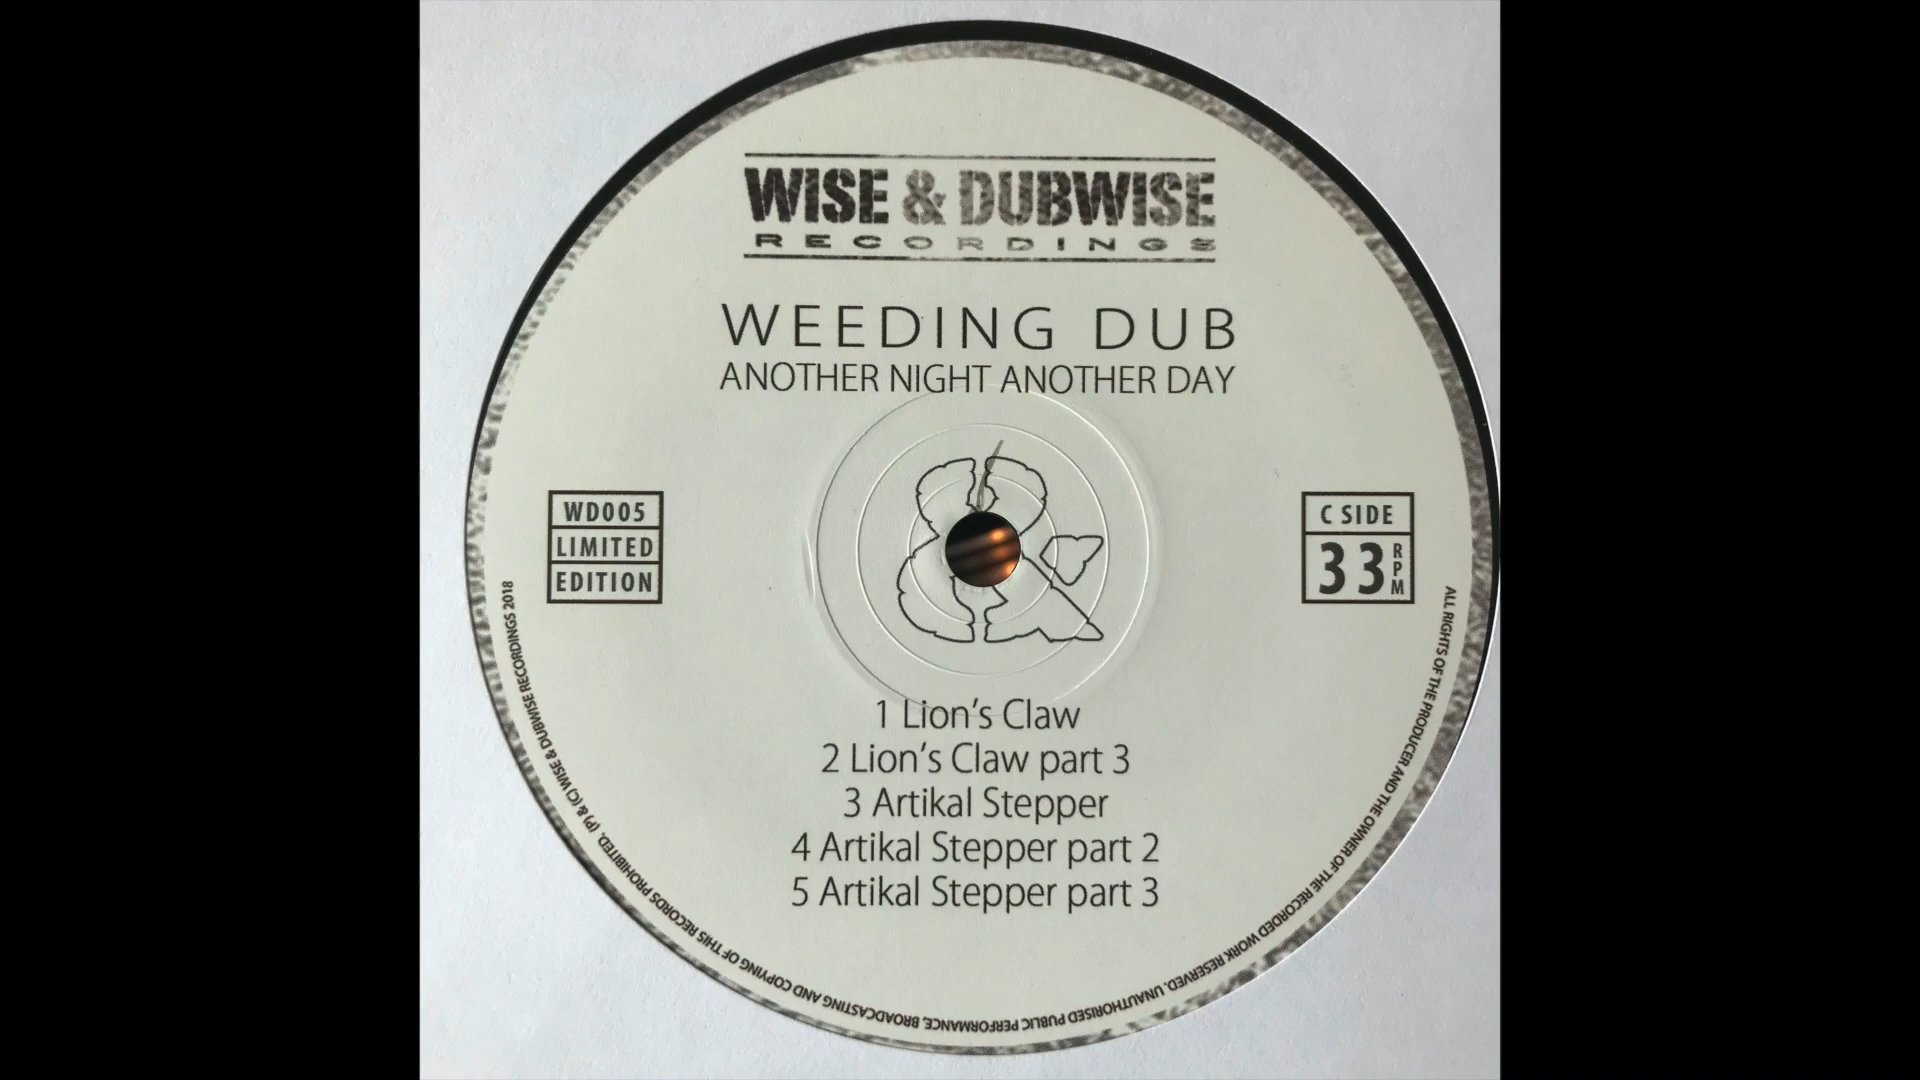 WISE & DUBWISE
RECORDINGS
WEEDING DUB
ANOTHER NIGHT ANOTHER DAY
WD005
LIMITED
EDITION
C SIDE
33 RPM
1 Lion's Claw
2 Lion's Claw part 3
3 Artikal Stepper
4 Artikal Stepper part 2
5 Artikal Stepper part 3
ALL RIGHTS OF THE PRODUCER AND THE OWNER OF THE RECORDED WORK RESERVED. UNAUTHORISED PUBLIC PERFORMANCE, BROADCASTING AND COPYING OF THIS RECORDS PROHIBITED. (P) & (C) WISE & DUBWISE RECORDINGS 2018